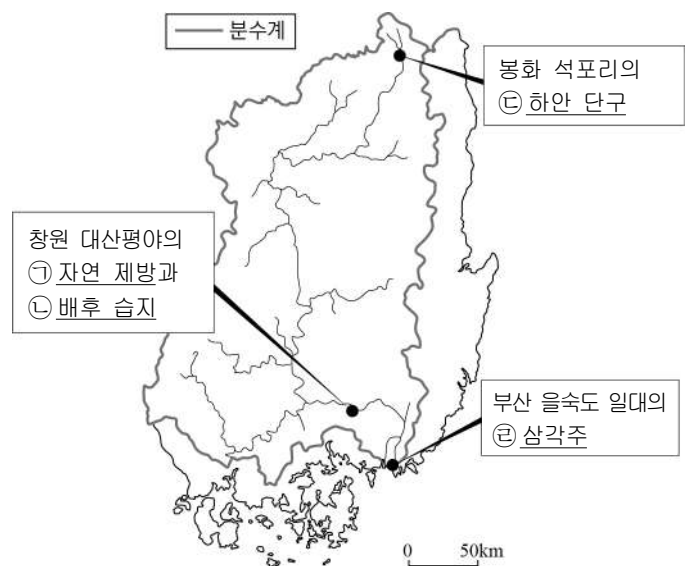 분수계
봉화 석포리의
㉢ 하안 단구
창원 대산평야의
㉠ 자연 제방과
㉡ 배후 습지
부산 을숙도 일대의
㉣ 삼각주
0 50km